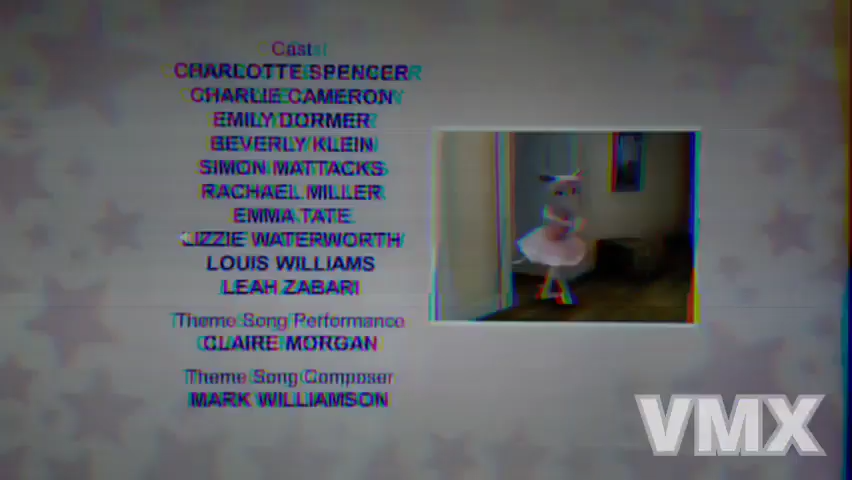 Cast
CHARLOTTE SPENCER
CHARLIE CAMERON
EMILY DORMER
BEVERLY KLEIN
SIMON MATTACKS
RACHAEL MILLER
EMMA TATE
LIZZIE WATERWORTH
LOUIS WILLIAMS
LEAH ZABARI
Theme Song Performance
CLAIRE MORGAN
Theme Song Composer
MARK WILLIAMSON
VMX